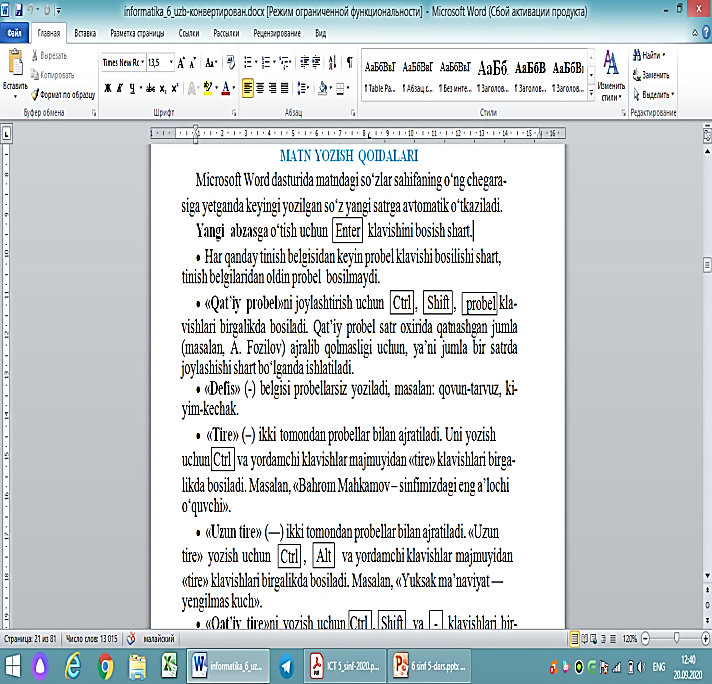 informatika_6_uzb-конвертирован.docx [Режим ограниченной функциональности] - Microsoft Word (Сбой активации продукта)
Файл Главная Вставка Разметка страницы Ссылки Рассылки Рецензирование Вид
Вставить
Вырезать
Копировать
Формат по образцу
Буфер обмена
Times New Ro 13,5
Шрифт
Абзац
АаБбВвГ АаБбВвГ АаБбВвГ АаБб АаБбВ АаБбВв
¶ Table Pa... ¶ Абзац с... ¶ Без инте... ¶ Заголов... ¶ Заголов... ¶ Заголов...
Изменить стили
Стили
Найти
Заменить
Выделить
Редактирование
MATN YOZISH QOIDALARI
Microsoft Word dasturida matndagi so‘zlar sahifaning o‘ng chegara-
siga yetganda keyingi yozilgan so‘z yangi satrga avtomatik o‘tkaziladi.
Yangi abzasga o‘tish uchun Enter klavishini bosish shart.
• Har qanday tinish belgisidan keyin probel klavishi bosilishi shart,
tinish belgilaridan oldin probel bosilmaydi.
• «Qat’iy probel»ni joylashtirish uchun Ctrl, Shift, probel kla-
vishlari birgalikda bosiladi. Qat’iy probel satr oxirida qatnashgan jumla
(masalan, A. Fozilov) ajralib qolmasligi uchun, ya’ni jumla bir satrda
joylashishi shart bo‘lganda ishlatiladi.
• «Defis» (-) belgisi probellarsiz yoziladi, masalan: qovun-tarvuz, ki-
yim-kechak.
• «Tire» (–) ikki tomondan probellar bilan ajratiladi. Uni yozish
uchun Ctrl va yordamchi klavishlar majmuyidan «tire» klavishlari birga-
likda bosiladi. Masalan, «Bahrom Mahkamov – sinfimizdagi eng a’lochi
o‘quvchi».
• «Uzun tire» (—) ikki tomondan probellar bilan ajratiladi. «Uzun
tire» yozish uchun Ctrl, Alt va yordamchi klavishlar majmuyidan
«tire» klavishlari birgalikda bosiladi. Masalan, «Yuksak ma’naviyat —
yengilmas kuch».
• «Qat’iy tire»ni yozish uchun Ctrl, Shift va - klavishlari bir-
Страница: 21 из 81 Число слов: 13 015 малайский 120%
informatika_6_uz... ICT 5_sinf-2020.p... 6 sinf 5-dars.pptx ... ENG 12:40
20.09.2020